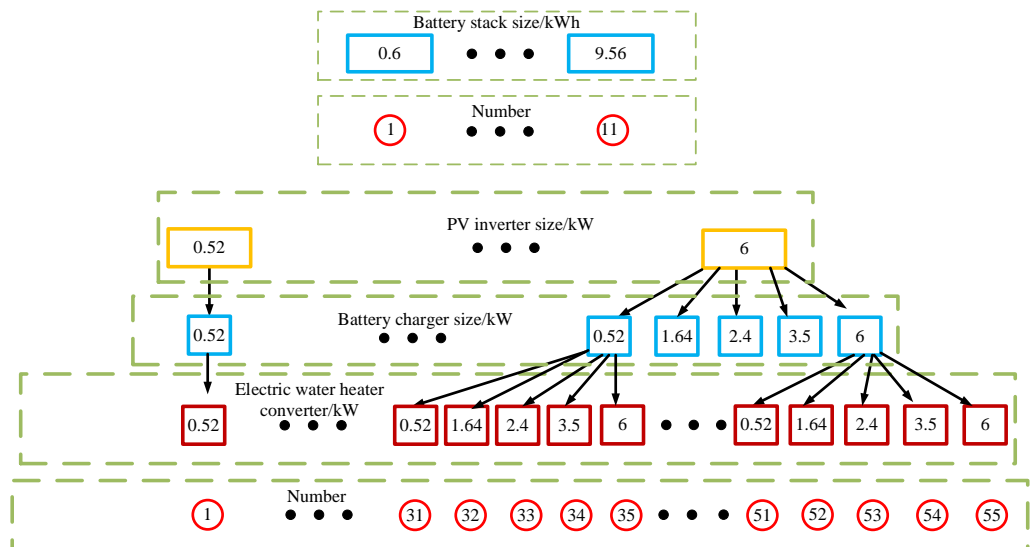 Battery stack size/kWh
0.6 9.56
Number
1 11
PV inverter size/kW
0.52 6
Battery charger size/kW
0.52 0.52 1.64 2.4 3.5 6
Electric water heater
converter/kW
0.52 0.52 1.64 2.4 3.5 6 0.52 1.64 2.4 3.5 6
Number
1 31 32 33 34 35 51 52 53 54 55